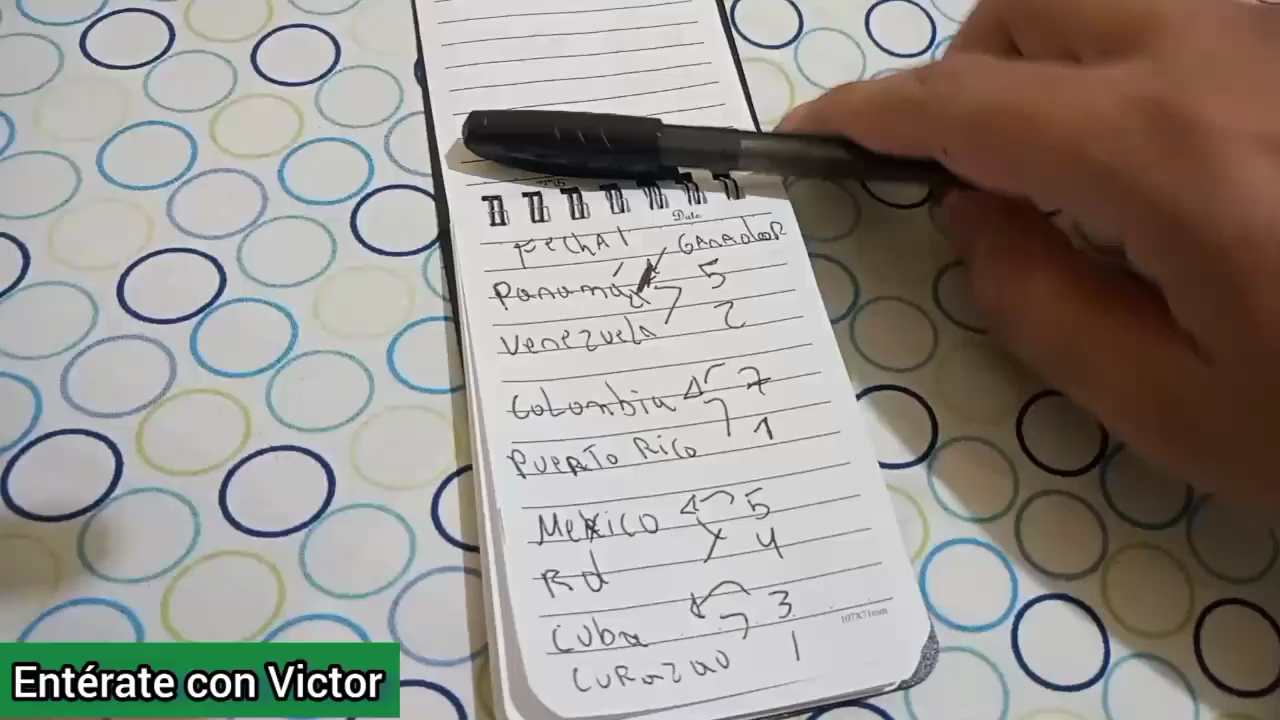 Date
Fecha 1 GANAdOR
Panamá 5
Venezuela 2
Colombia 7
Puerto Rico 1
Mexico 5
Rd 4
Cuba 3
CURazao 1
Entérate con Victor